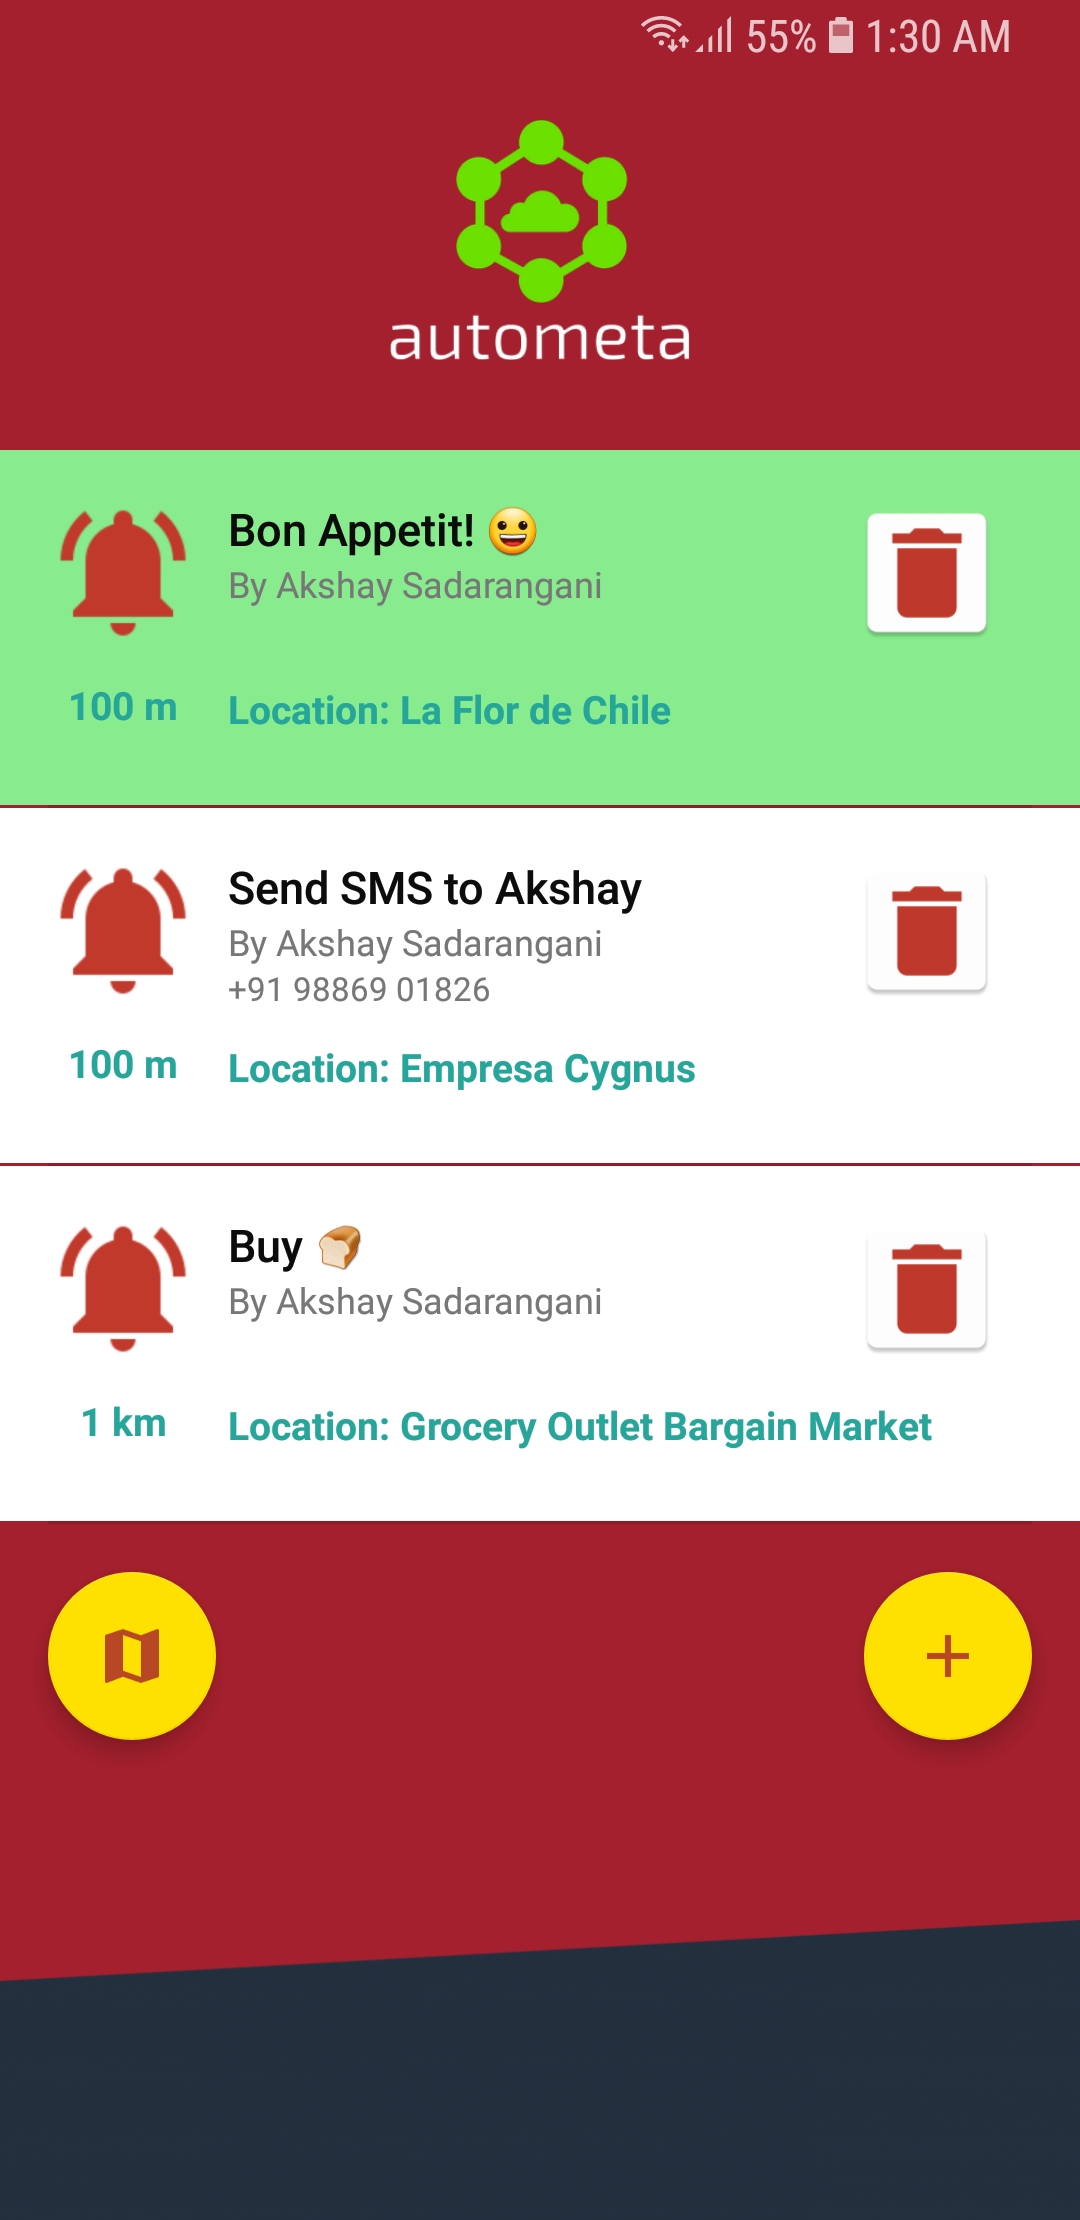 55% 1:30 AM
autometa
Bon Appetit! 😀
By Akshay Sadarangani
100 m
Location: La Flor de Chile
Send SMS to Akshay
By Akshay Sadarangani
+91 98869 01826
100 m
Location: Empresa Cygnus
Buy 🍞
By Akshay Sadarangani
1 km
Location: Grocery Outlet Bargain Market